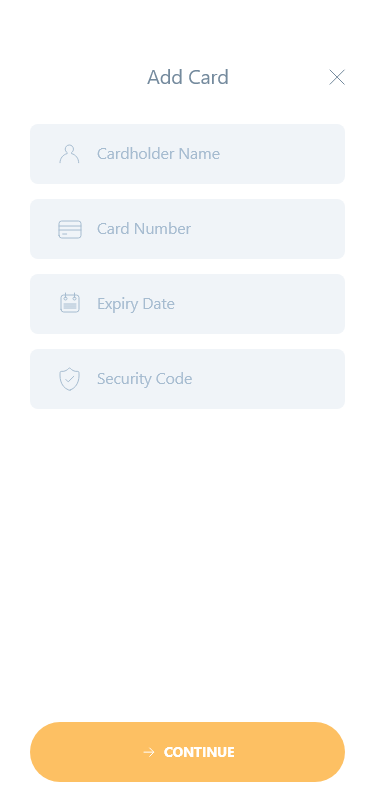 Add Card
Cardholder Name
Card Number
Expiry Date
Security Code
CONTINUE